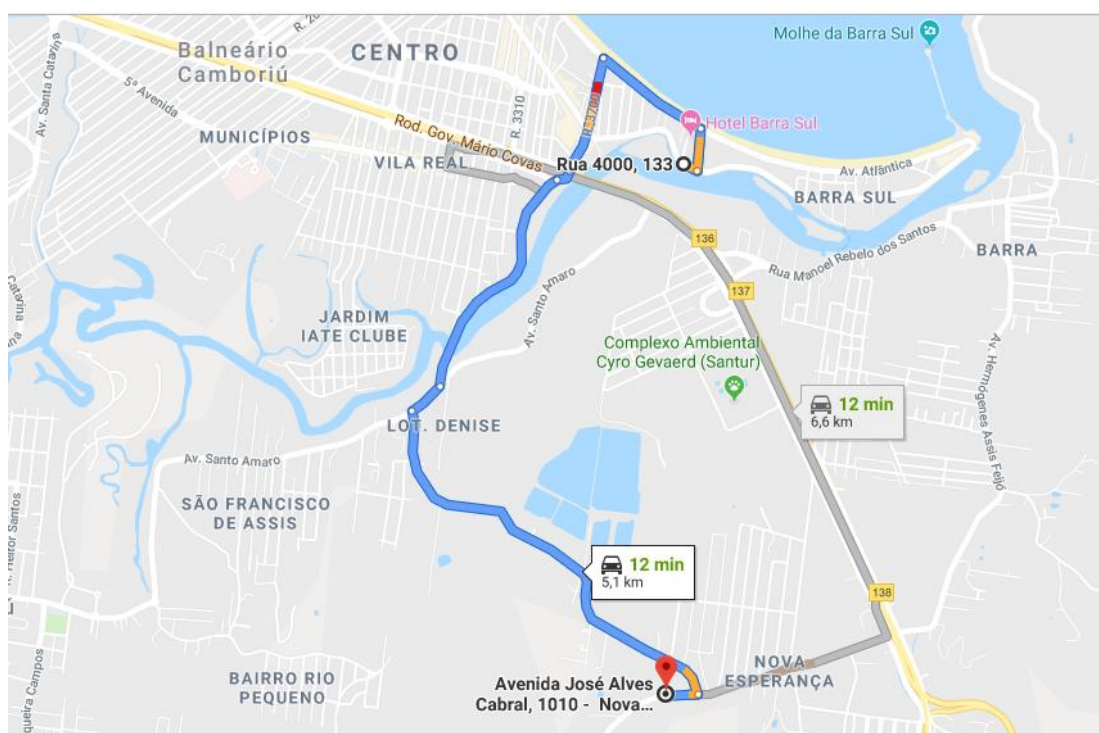 Molhe da Barra Sul
Balneário
Camboriú
CENTRO
Av. Santa Catarina
5ª Avenida
R. 3310
MUNICÍPIOS
Rod. Gov. Mário Covas
Hotel Barra Sul
VILA REAL
Rua 4000, 133
Av. Atlântica
BARRA SUL
136
Rua Manoel Rebelo dos Santos
BARRA
137
Av. Santo Amaro
JARDIM
IATE CLUBE
Complexo Ambiental
Cyro Gevaerd (Santur)
Av. Hermógenes Assis Feijó
12 min
6,6 km
LOT. DENISE
Av. Santo Amaro
SÃO FRANCISCO
DE ASSIS
R. Heitor Santos
12 min
5,1 km
138
NOVA
ESPERANÇA
BAIRRO RIO
PEQUENO
Avenida José Alves
Cabral, 1010 - Nova...
queira Campos